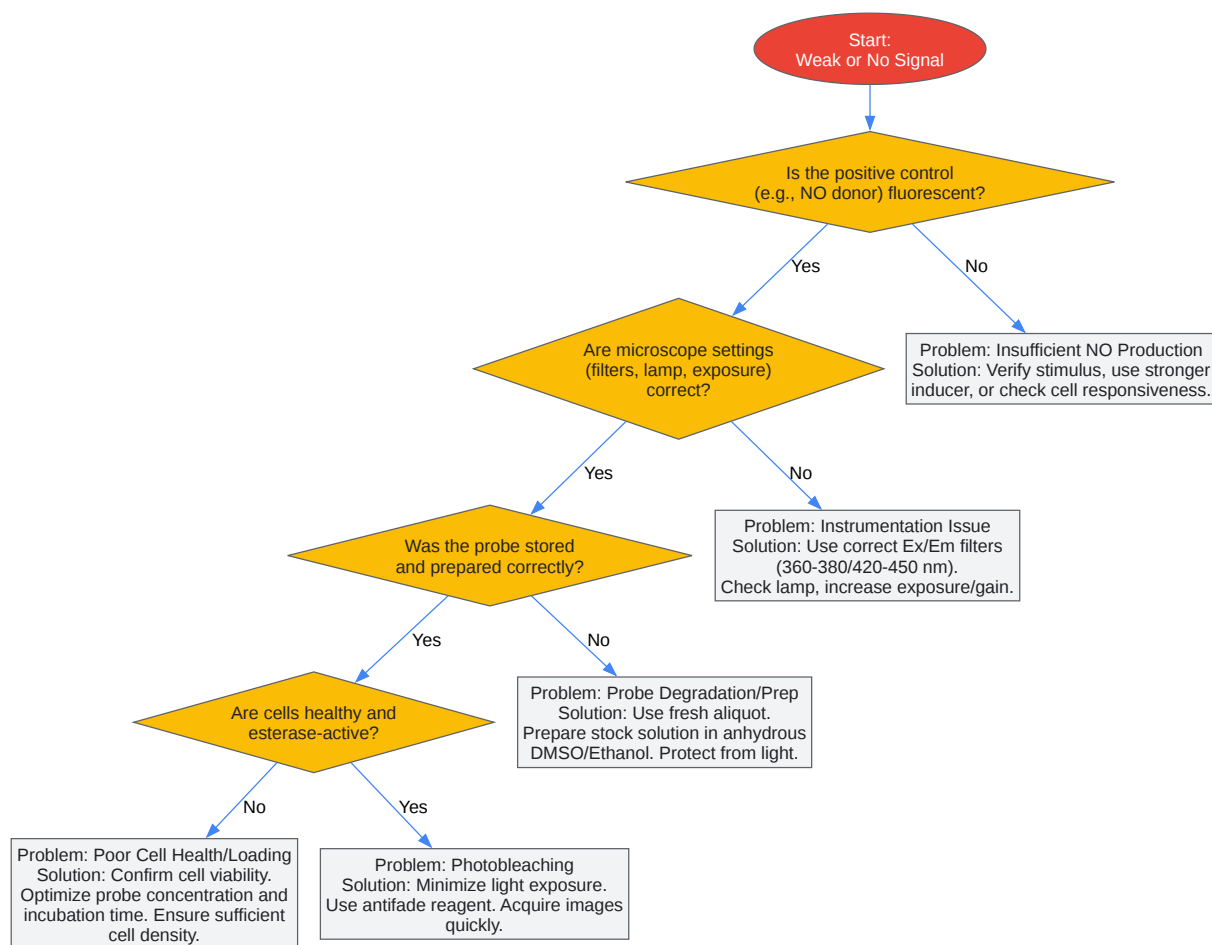 Start:
Weak or No Signal
Is the positive control
(e.g., NO donor) fluorescent?
Yes
No
Are microscope settings
(filters, lamp, exposure)
correct?
Problem: Insufficient NO Production
Solution: Verify stimulus, use stronger
inducer, or check cell responsiveness.
Yes
No
Was the probe stored
and prepared correctly?
Problem: Instrumentation Issue
Solution: Use correct Ex/Em filters
(360-380/420-450 nm).
Check lamp, increase exposure/gain.
Yes
No
Are cells healthy and
esterase-active?
Problem: Probe Degradation/Prep
Solution: Use fresh aliquot.
Prepare stock solution in anhydrous
DMSO/Ethanol. Protect from light.
No
Yes
Problem: Poor Cell Health/Loading
Solution: Confirm cell viability.
Optimize probe concentration and
incubation time. Ensure sufficient
cell density.
Problem: Photobleaching
Solution: Minimize light exposure.
Use antifade reagent. Acquire images
quickly.